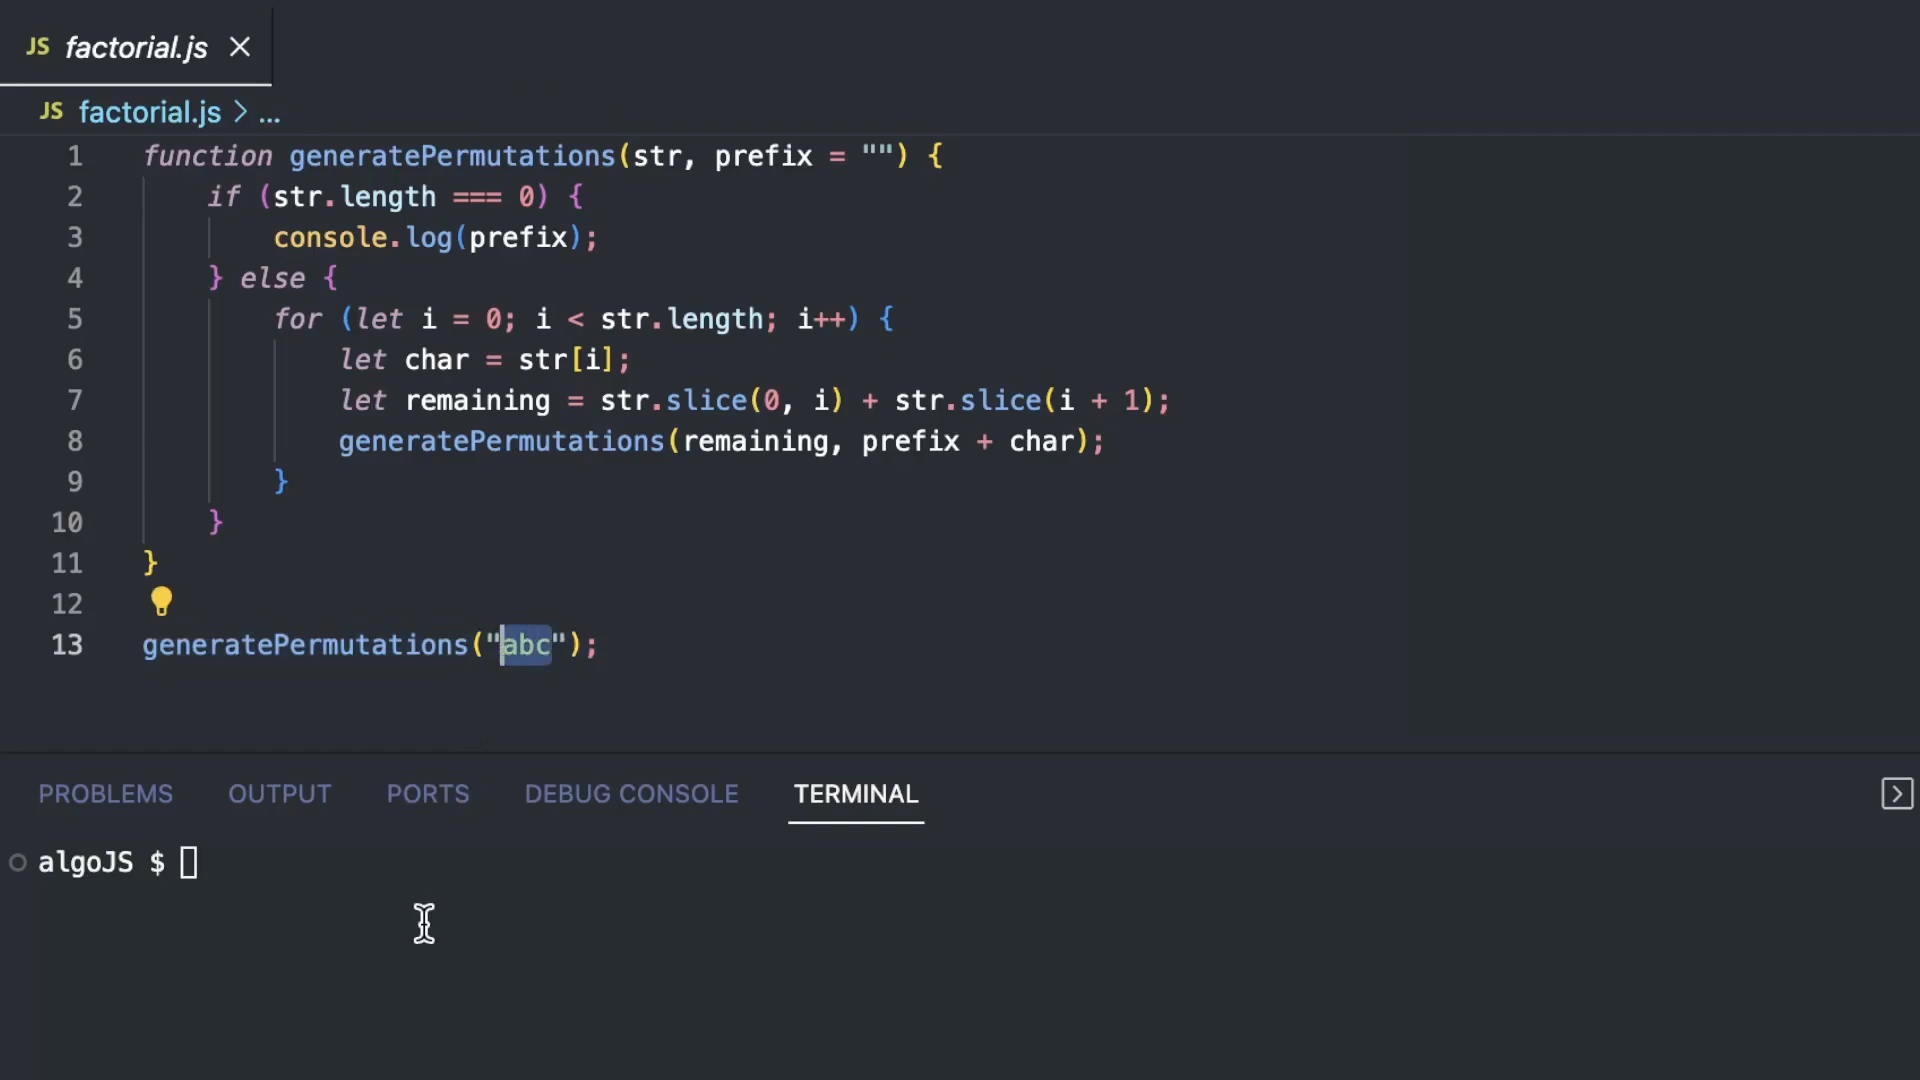 JS factorial.js
JS factorial.js > ...
1 function generatePermutations(str, prefix = "") {
2 if (str.length === 0) {
3 console.log(prefix);
4 } else {
5 for (let i = 0; i < str.length; i++) {
6 let char = str[i];
7 let remaining = str.slice(0, i) + str.slice(i + 1);
8 generatePermutations(remaining, prefix + char);
9 }
10 }
11 }
12
13 generatePermutations("abc");
PROBLEMS OUTPUT PORTS DEBUG CONSOLE TERMINAL
algoJS $